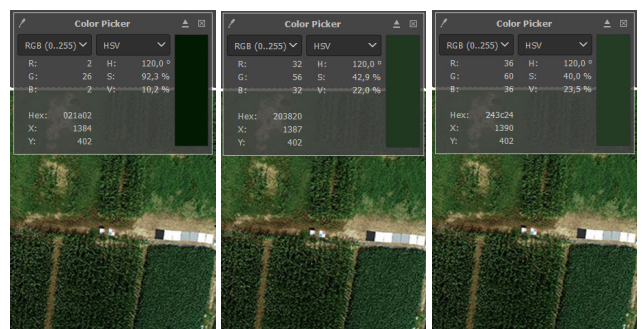 Color Picker
RGB (0..255) HSV
R: 2 H: 120,0 °
G: 26 S: 92,3 %
B: 2 V: 10,2 %
Hex: 021a02
X: 1384
Y: 402
Color Picker
RGB (0..255) HSV
R: 32 H: 120,0 °
G: 56 S: 42,9 %
B: 32 V: 22,0 %
Hex: 203820
X: 1387
Y: 402
Color Picker
RGB (0..255) HSV
R: 36 H: 120,0 °
G: 60 S: 40,0 %
B: 36 V: 23,5 %
Hex: 243c24
X: 1390
Y: 402